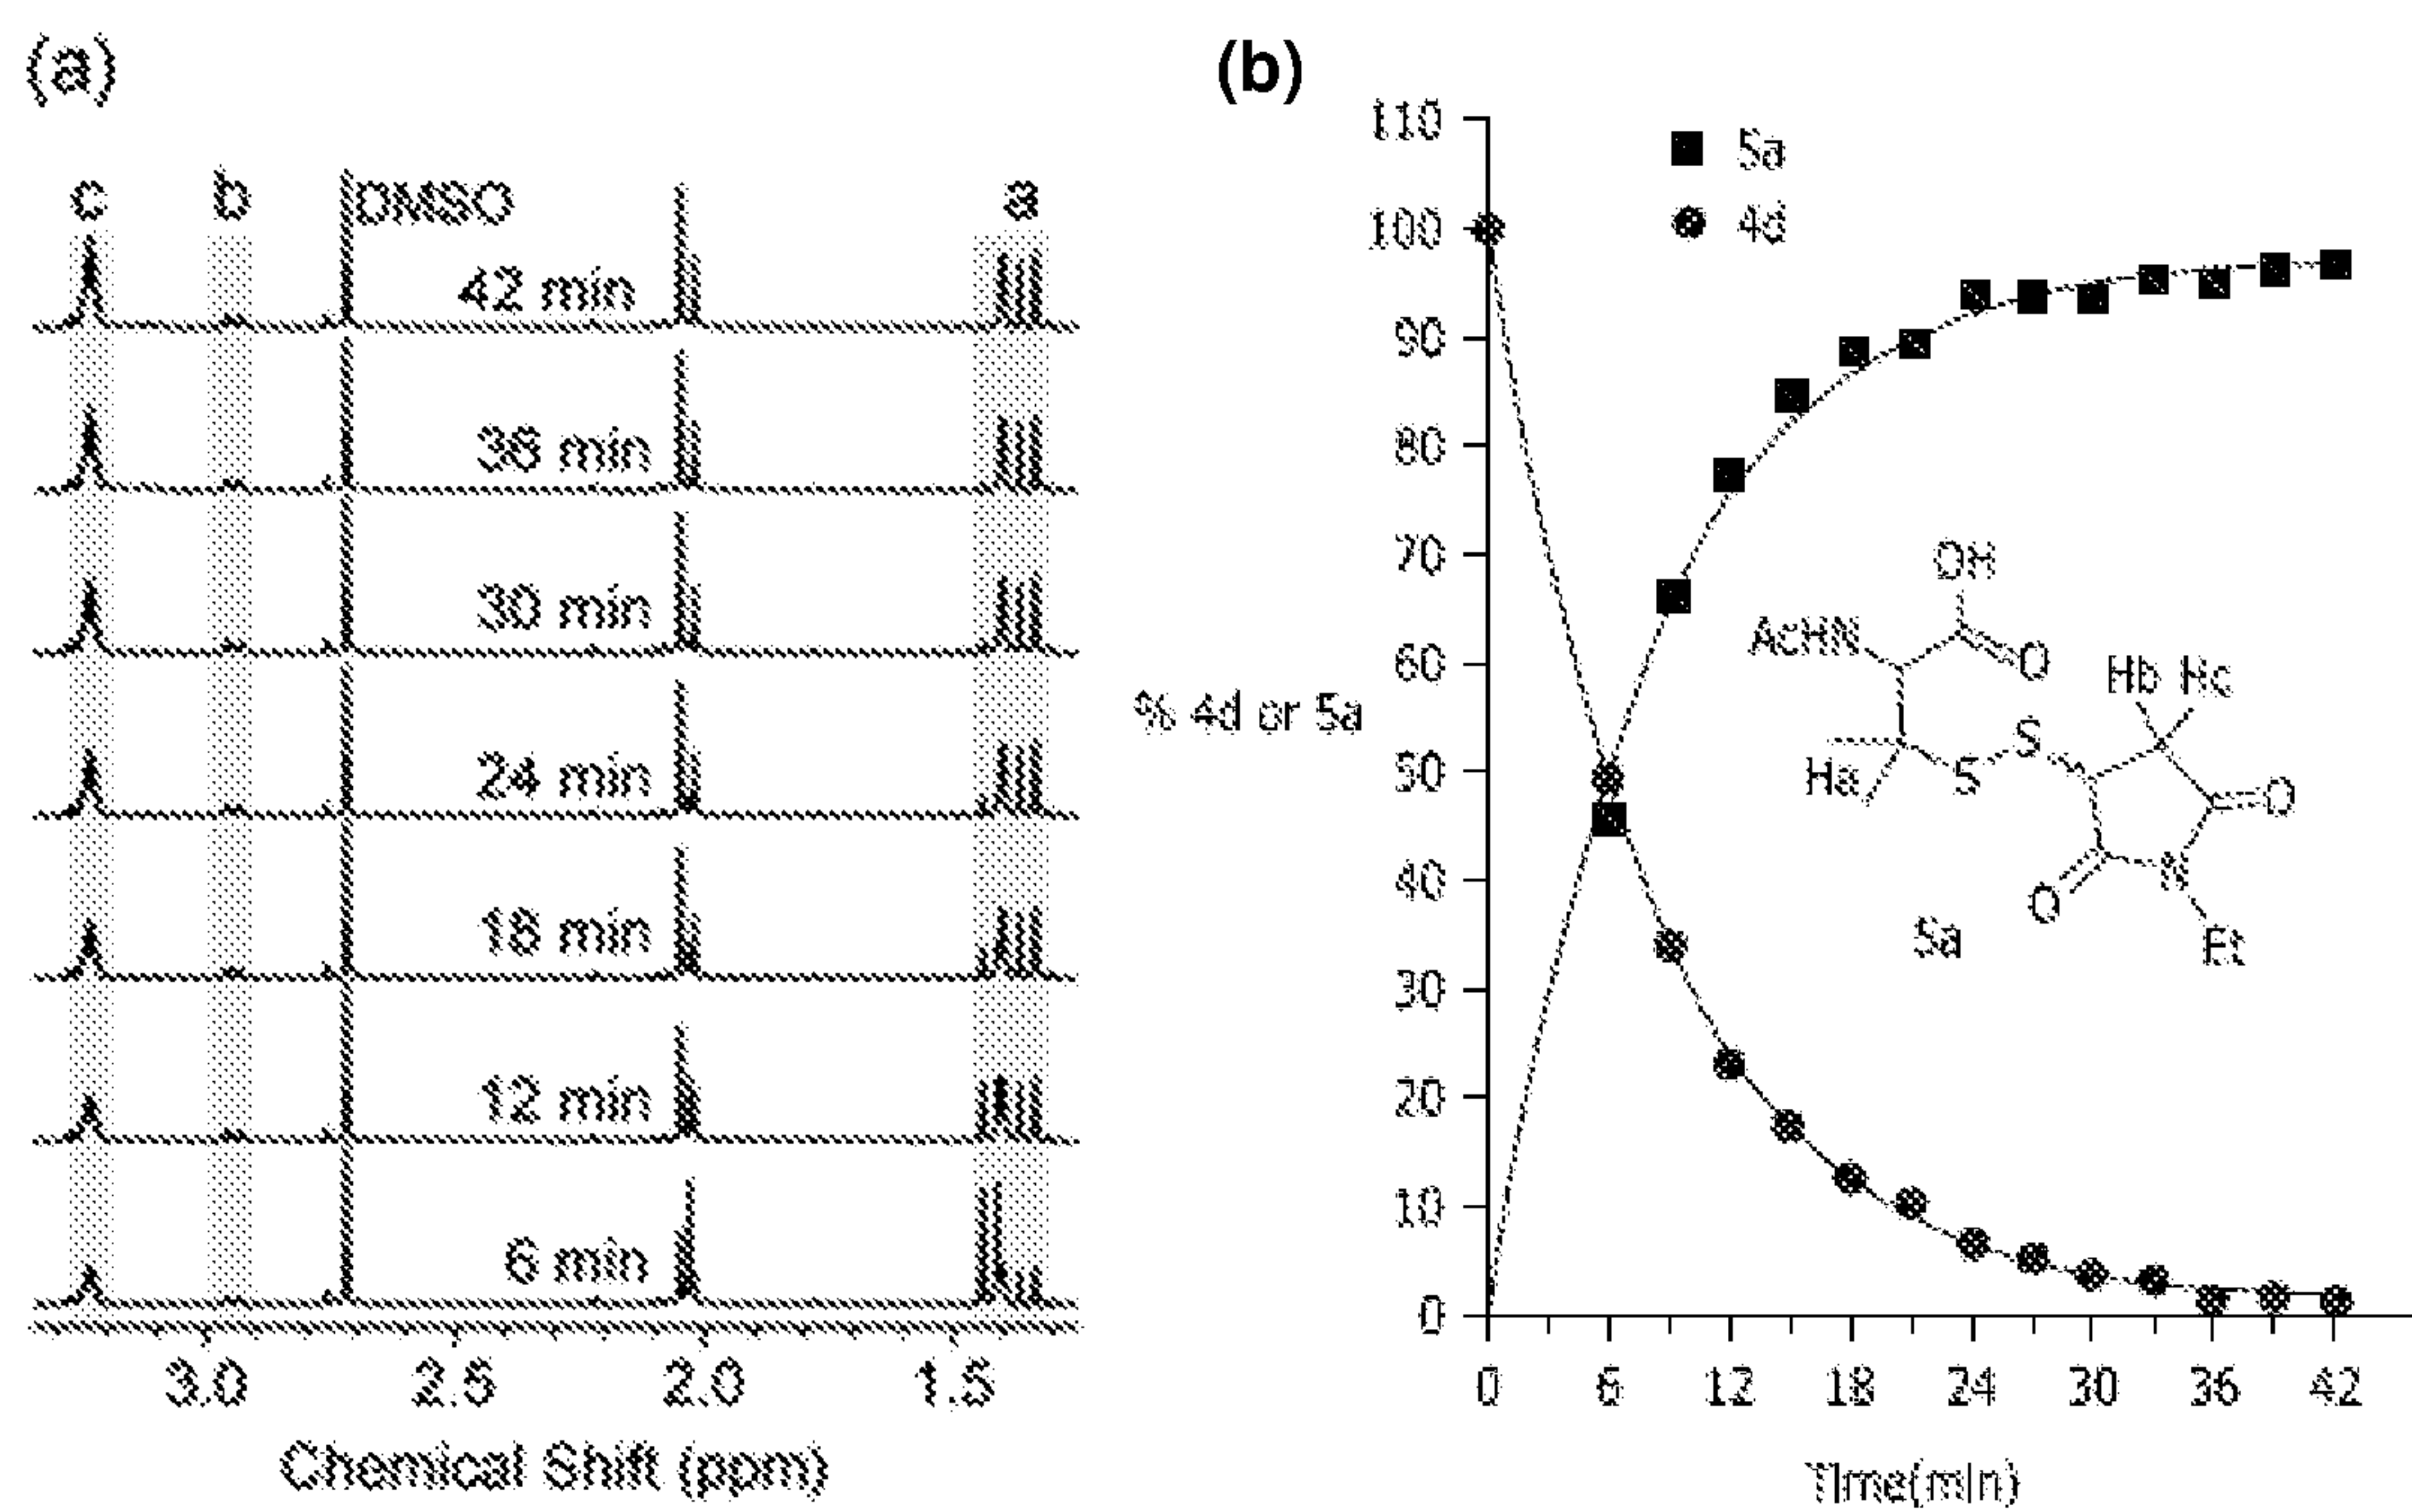 (a)
c b DMSO a
42 min
36 min
30 min
24 min
18 min
12 min
6 min
3.0 2.5 2.0 1.5
Chemical Shift (ppm)
(b)
110
100
90
80
70
60
50
40
30
20
10
0
% 4d or 5a
5a
4d
OH
AcHN
O
Hb Hc
S
Ha
S
O
N
O
5a
Et
0 6 12 18 24 30 36 42
Time(min)